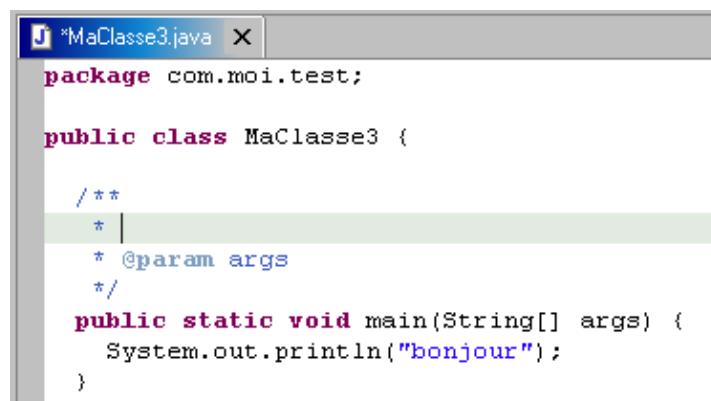 *MaClasse3.java
package com.moi.test;
public class MaClasse3 {
/**
*
* @param args
*/
public static void main(String[] args) {
System.out.println("bonjour");
}